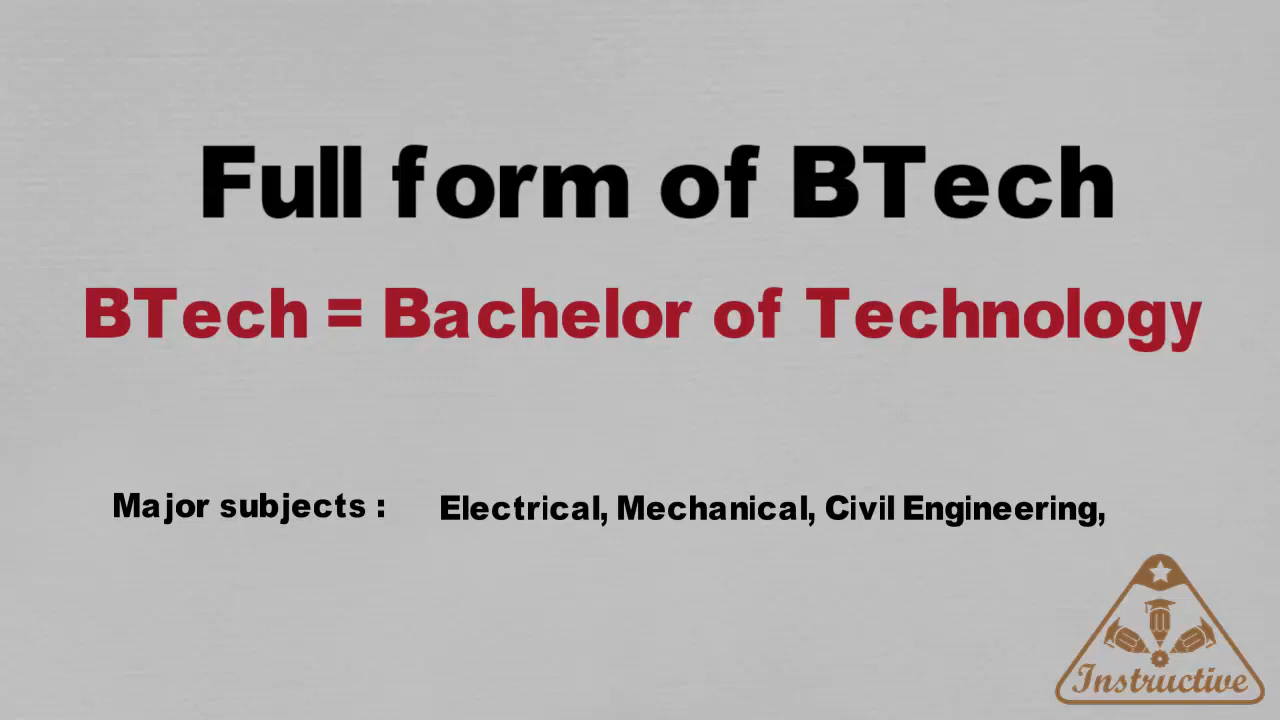 Full form of BTech
BTech = Bachelor of Technology
Major subjects : Electrical, Mechanical, Civil Engineering,
Instructive